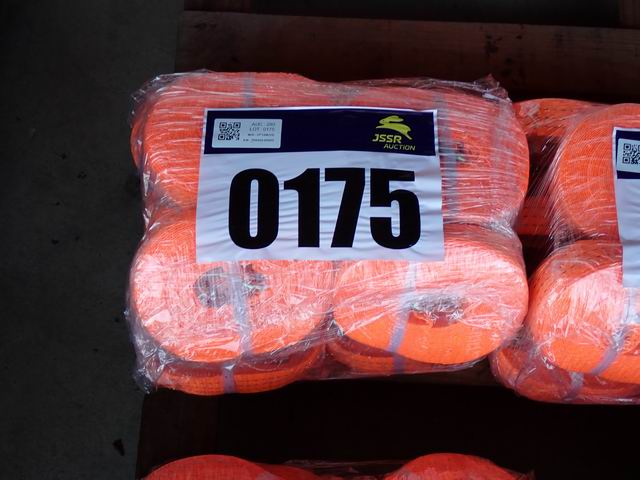 AUC : 280
LOT : 0175
JSSR
AUCTION
0175